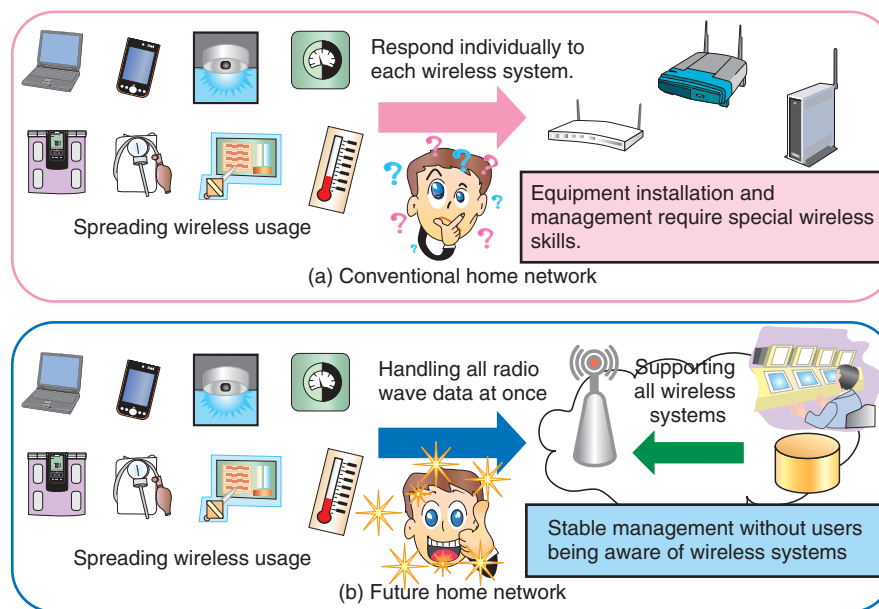 Respond individually to
each wireless system.
Equipment installation and
management require special wireless
skills.
Spreading wireless usage
(a) Conventional home network
Handling all radio
wave data at once
Supporting
all wireless
systems
Stable management without users
being aware of wireless systems
Spreading wireless usage
(b) Future home network